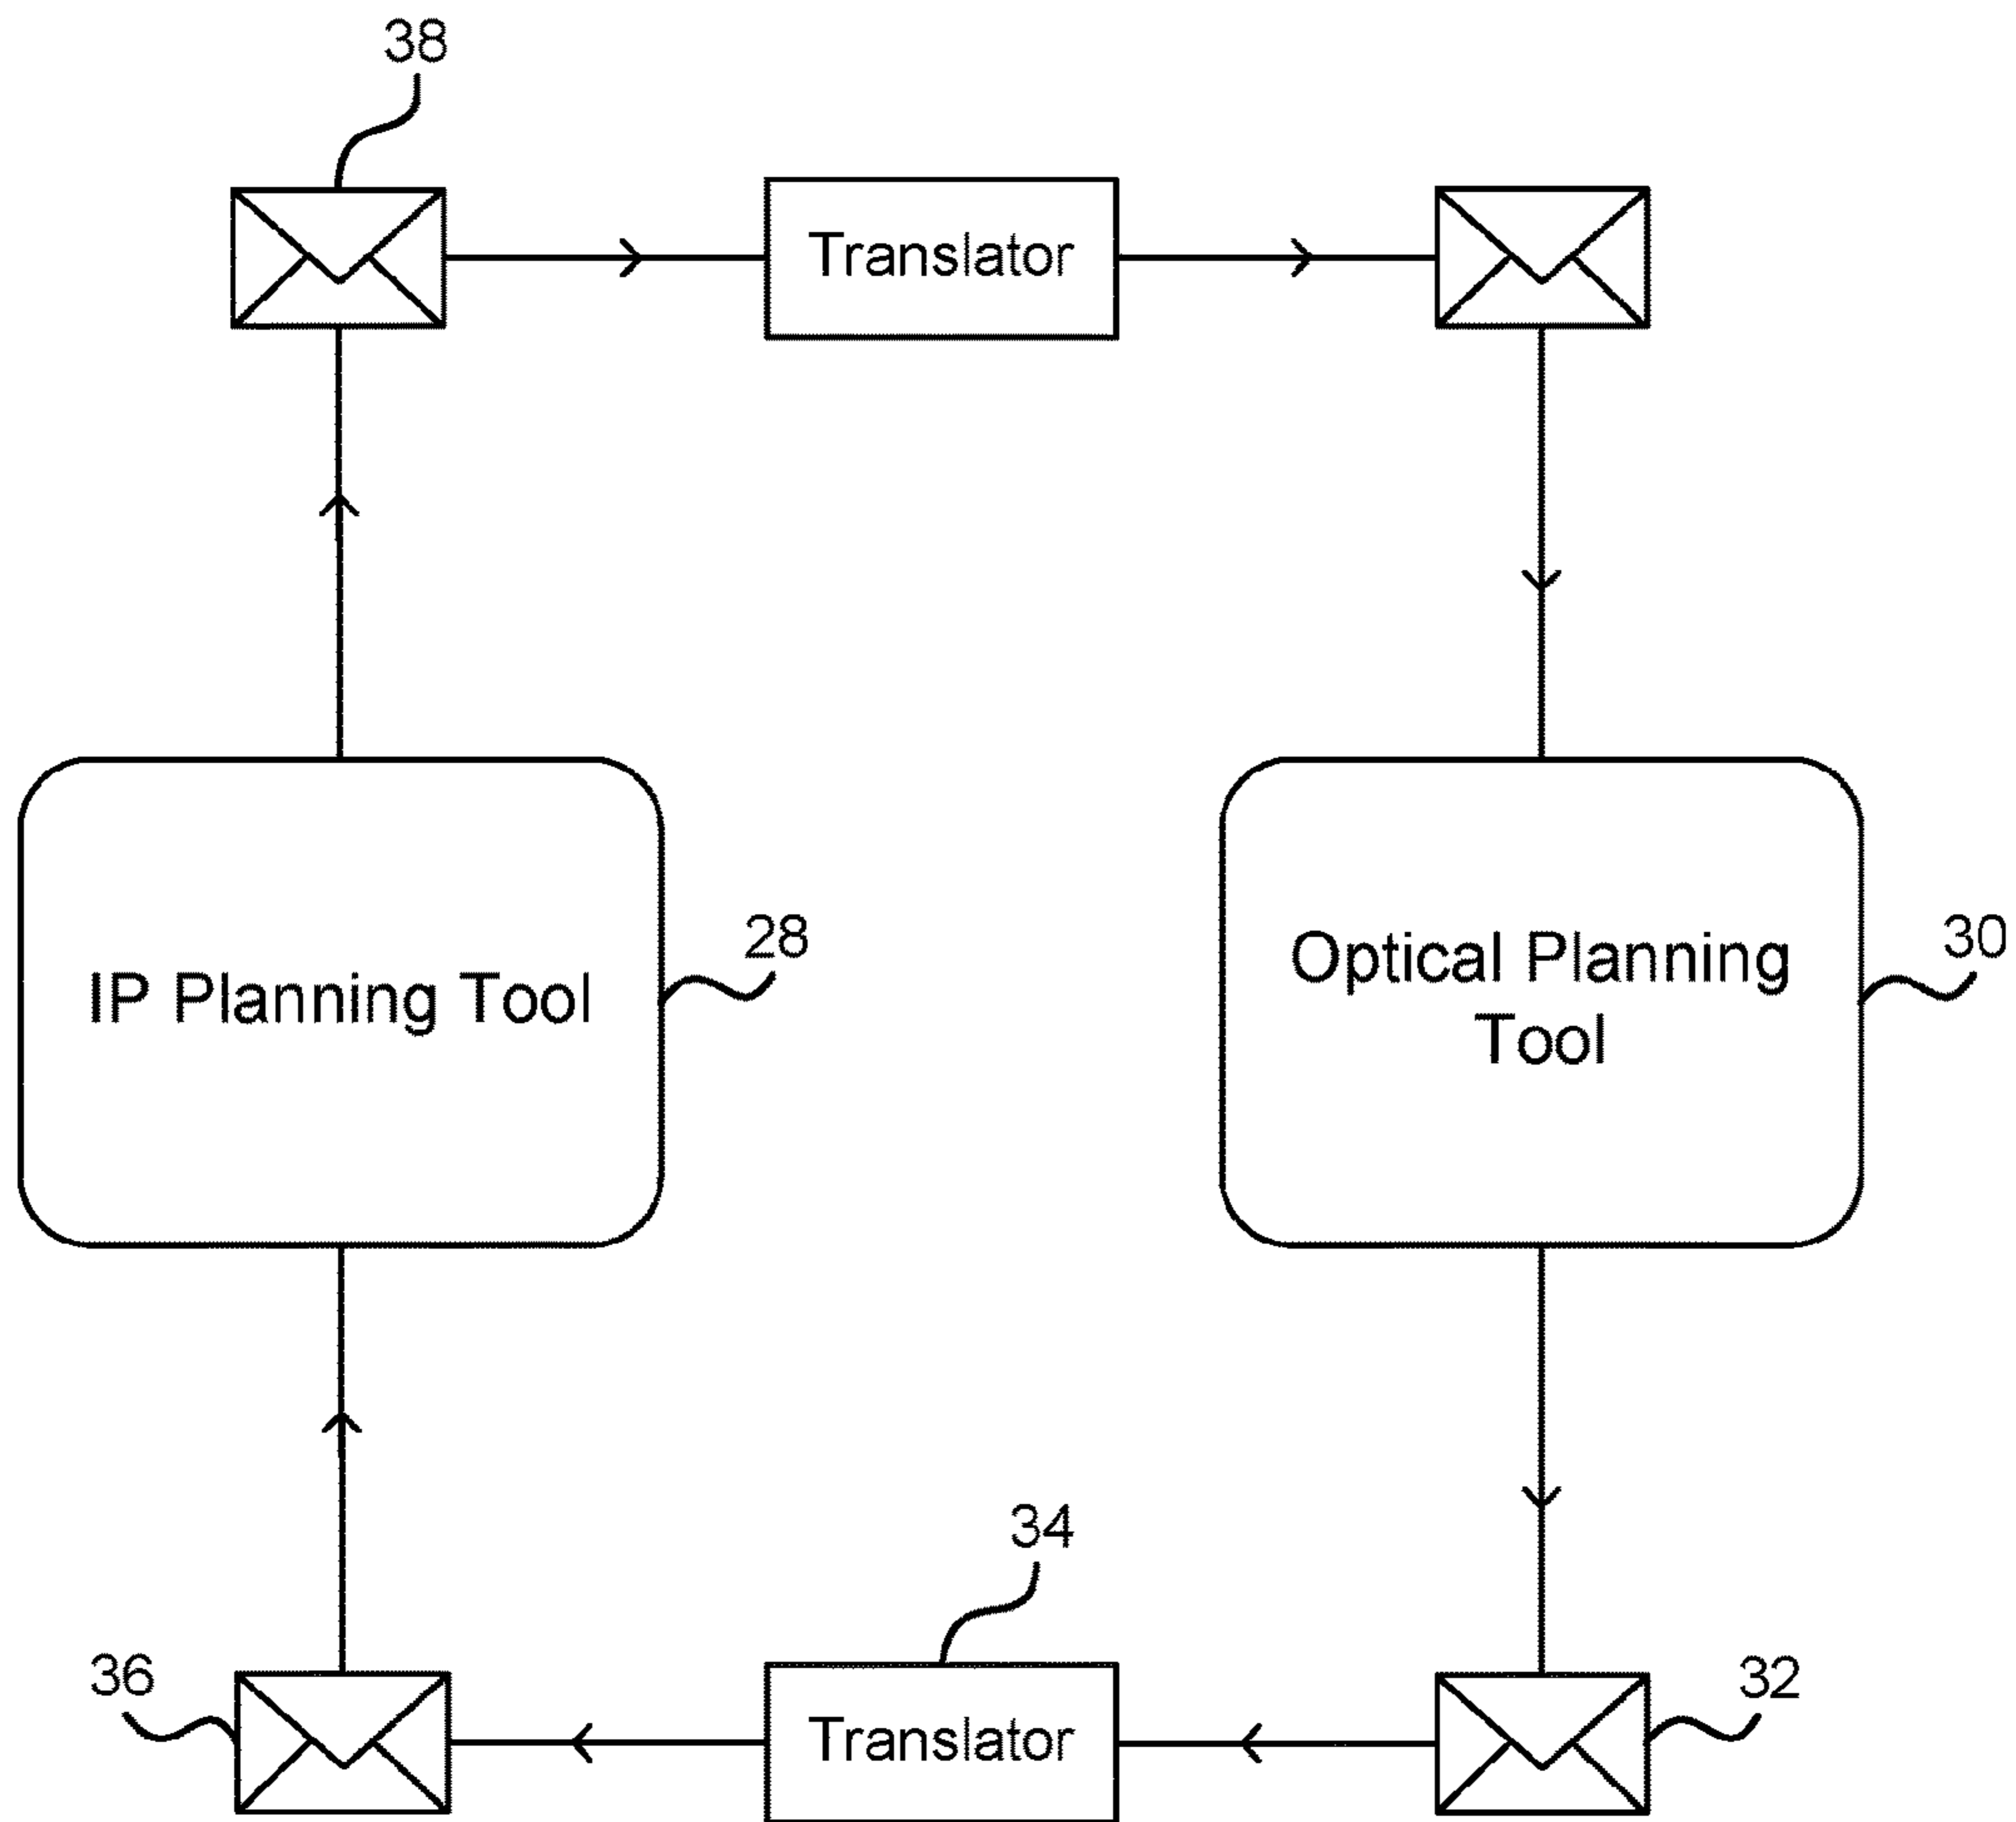 38
Translator
28
30
IP Planning Tool
Optical Planning
Tool
34
36
32
Translator